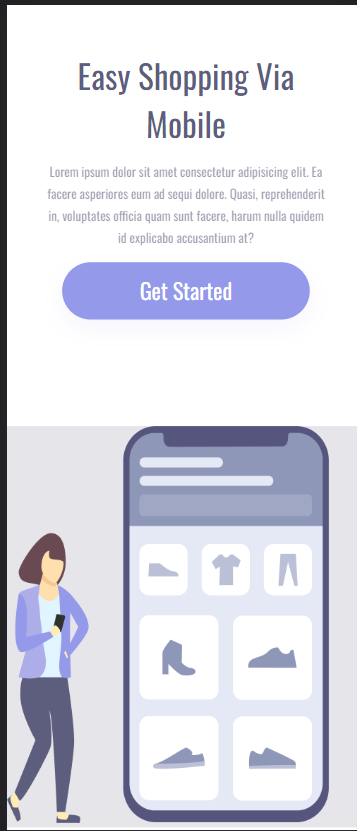 Easy Shopping Via
Mobile
Lorem ipsum dolor sit amet consectetur adipisicing elit. Ea
facere asperiores eum ad sequi dolore. Quasi, reprehenderit
in, voluptates officia quam sunt facere, harum nulla quidem
id explicabo accusantium at?
Get Started